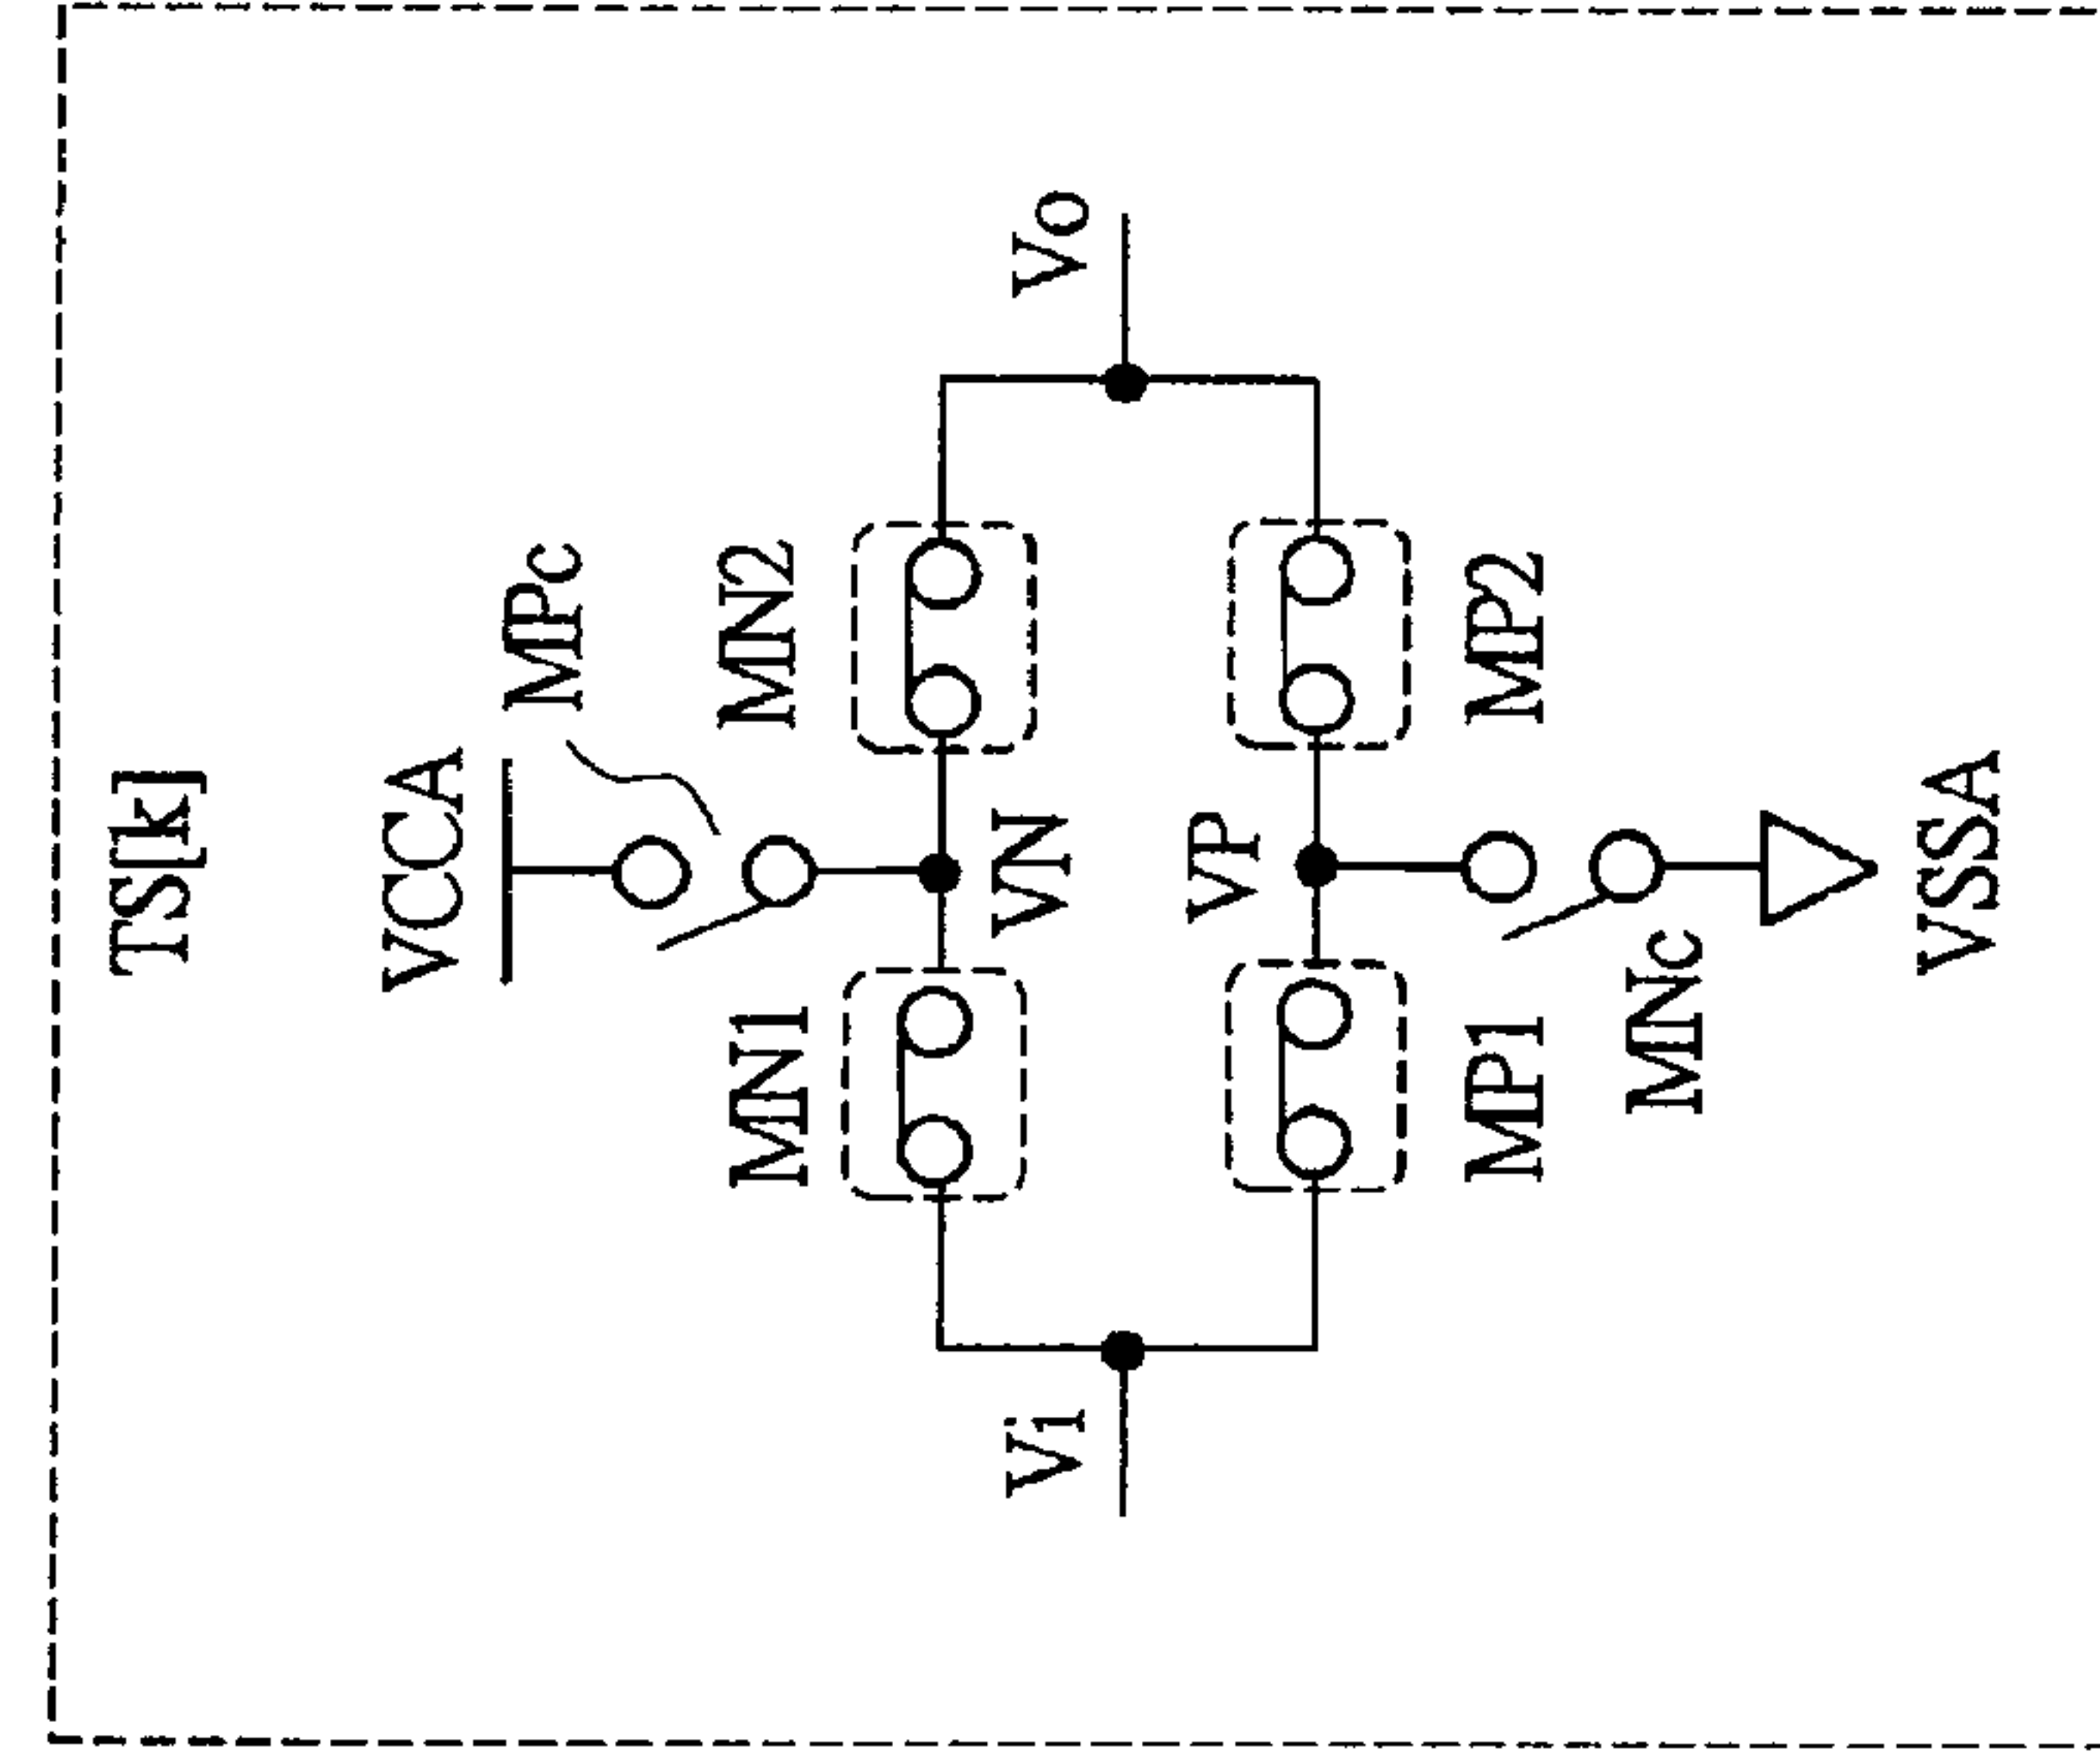 TS[k]
VCCA
MPc
MN1
MN2
VN
Vi
Vo
VP
MP1
MP2
MNc
VSSA